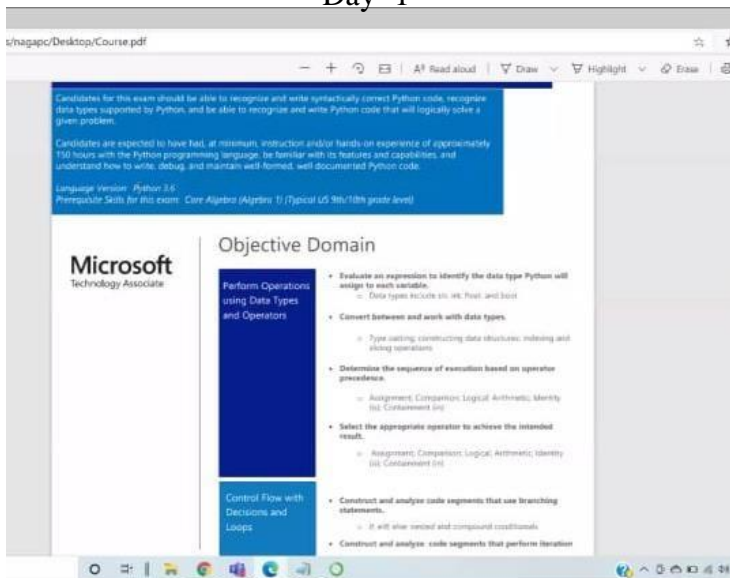 Day 1
s/nagapc/Desktop/Course.pdf
Read aloud
Draw
Highlight
Erase
Candidates for this exam should be able to recognize and write syntactically correct Python code, recognize
data types supported by Python, and be able to recognize and write Python code that will logically solve a
given problem.
Candidates are expected to have had, at minimum, instruction and/or hands-on experience of approximately
150 hours with the Python programming language, be familiar with its features and capabilities, and
understand how to write, debug, and maintain well-formed, well documented Python code.
Language Version: Python 3.6
Prerequisite Skills for this exam: Core Algebra (Algebra 1) (Typical US 9th/10th grade level)
Microsoft
Technology Associate
Objective Domain
Perform Operations
using Data Types
and Operators
• Evaluate an expression to identify the data type Python will
assign to each variable.
○ Data types include str, int, float, and bool
• Convert between and work with data types.
○ Type casting; constructing data structures; indexing and
slicing operations
• Determine the sequence of execution based on operator
precedence.
○ Assignment; Comparison; Logical; Arithmetic; Identity
(is); Containment (in)
• Select the appropriate operator to achieve the intended
result.
○ Assignment; Comparison; Logical; Arithmetic; Identity
(is); Containment (in)
Control Flow with
Decisions and
Loops
• Construct and analyze code segments that use branching
statements.
○ if; elif; else; nested and compound conditionals
• Construct and analyze code segments that perform iteration